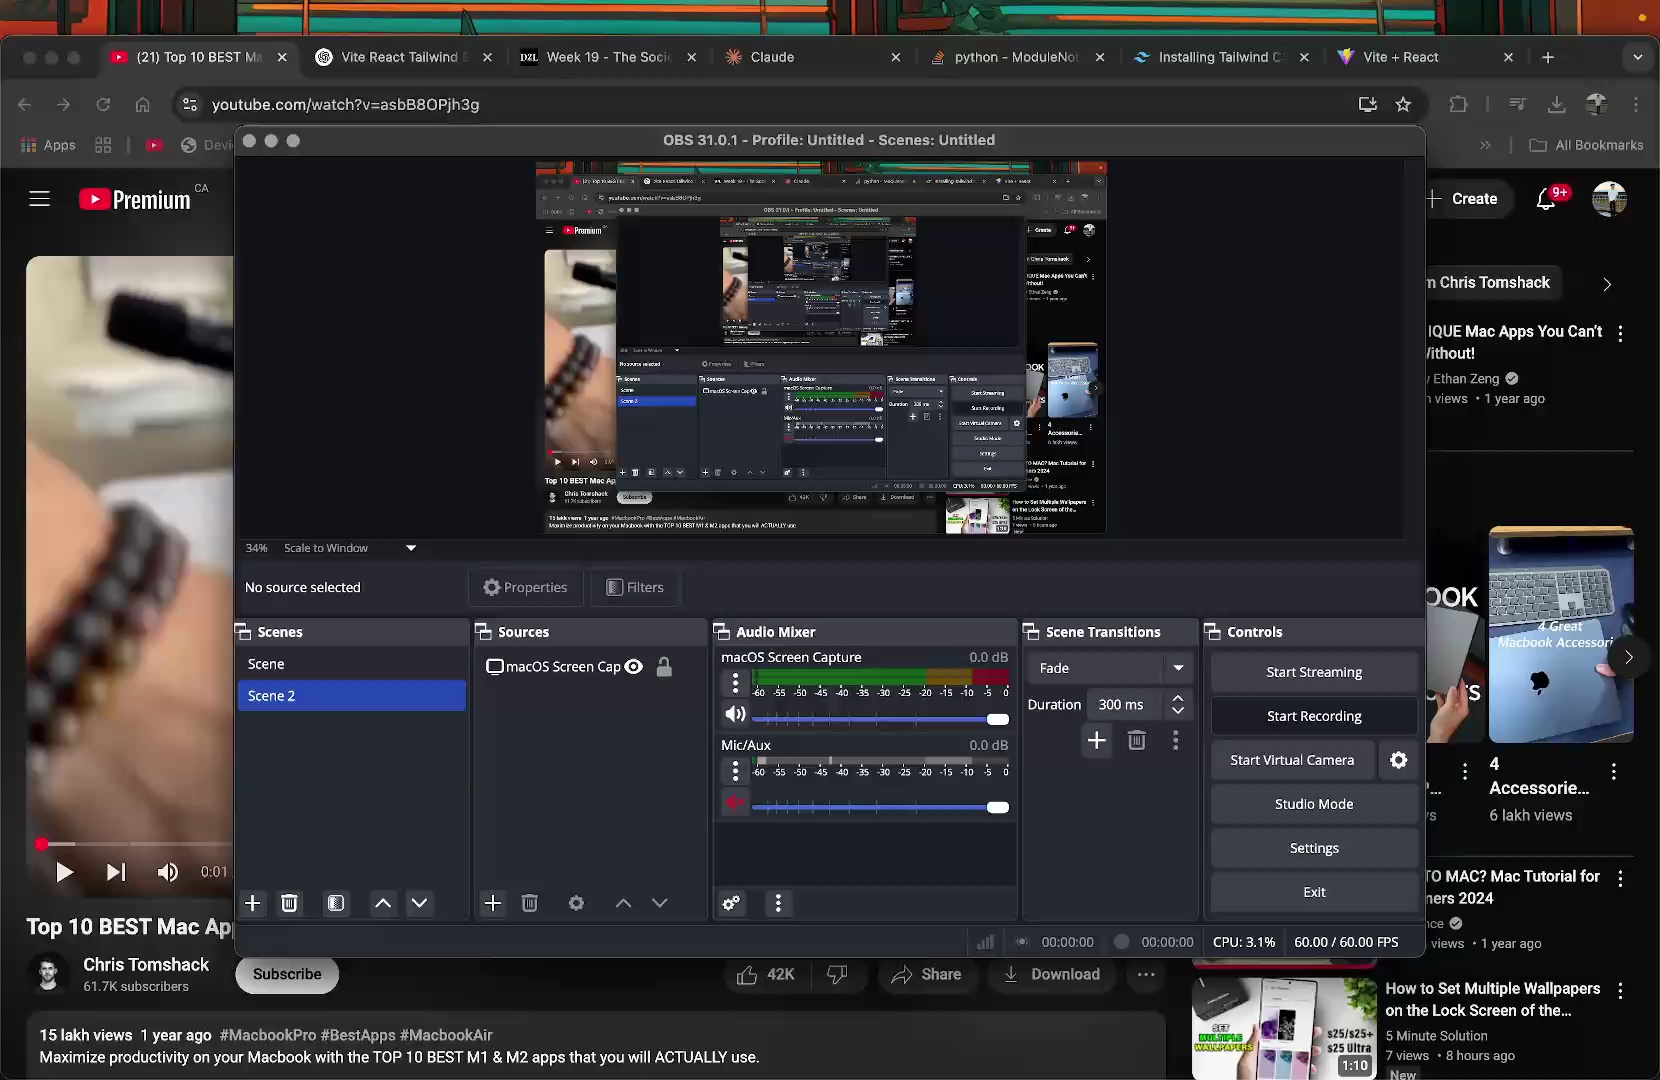 (21) Top 10 BEST Ma
Vite React Tailwind S
D2L Week 19 - The Socie
Claude
python - ModuleNot
Installing Tailwind C
Vite + React
youtube.com/watch?v=asbB8OPjh3g
Apps
All Bookmarks
OBS 31.0.1 - Profile: Untitled - Scenes: Untitled
Premium CA
Create
9+
m Chris Tomshack
IQUE Mac Apps You Can't
Without!
Ethan Zeng
views • 1 year ago
34% Scale to Window
No source selected
Properties
Filters
Scenes
Sources
Audio Mixer
Scene Transitions
Controls
Scene
Scene 2
macOS Screen Cap
macOS Screen Capture 0.0 dB
-60 -55 -50 -45 -40 -35 -30 -25 -20 -15 -10 -5 0
Mic/Aux 0.0 dB
-60 -55 -50 -45 -40 -35 -30 -25 -20 -15 -10 -5 0
Fade
Duration 300 ms
Start Streaming
Start Recording
Start Virtual Camera
Studio Mode
Settings
Exit
00:00:00
00:00:00
CPU: 3.1%
60.00 / 60.00 FPS
4 Great
Macbook Accessori
4
Accessorie...
6 lakh views
TO MAC? Mac Tutorial for
ners 2024
views • 1 year ago
How to Set Multiple Wallpapers
on the Lock Screen of the...
5 Minute Solution
7 views • 8 hours ago
New
SET
MULTIPLE
WALLPAPERS
$25/$25+
$25 Ultra
1:10
0:01
Top 10 BEST Mac Ap
Chris Tomshack
61.7K subscribers
Subscribe
42K
Share
Download
15 lakh views 1 year ago #MacbookPro #BestApps #MacbookAir
Maximize productivity on your Macbook with the TOP 10 BEST M1 & M2 apps that you will ACTUALLY use.